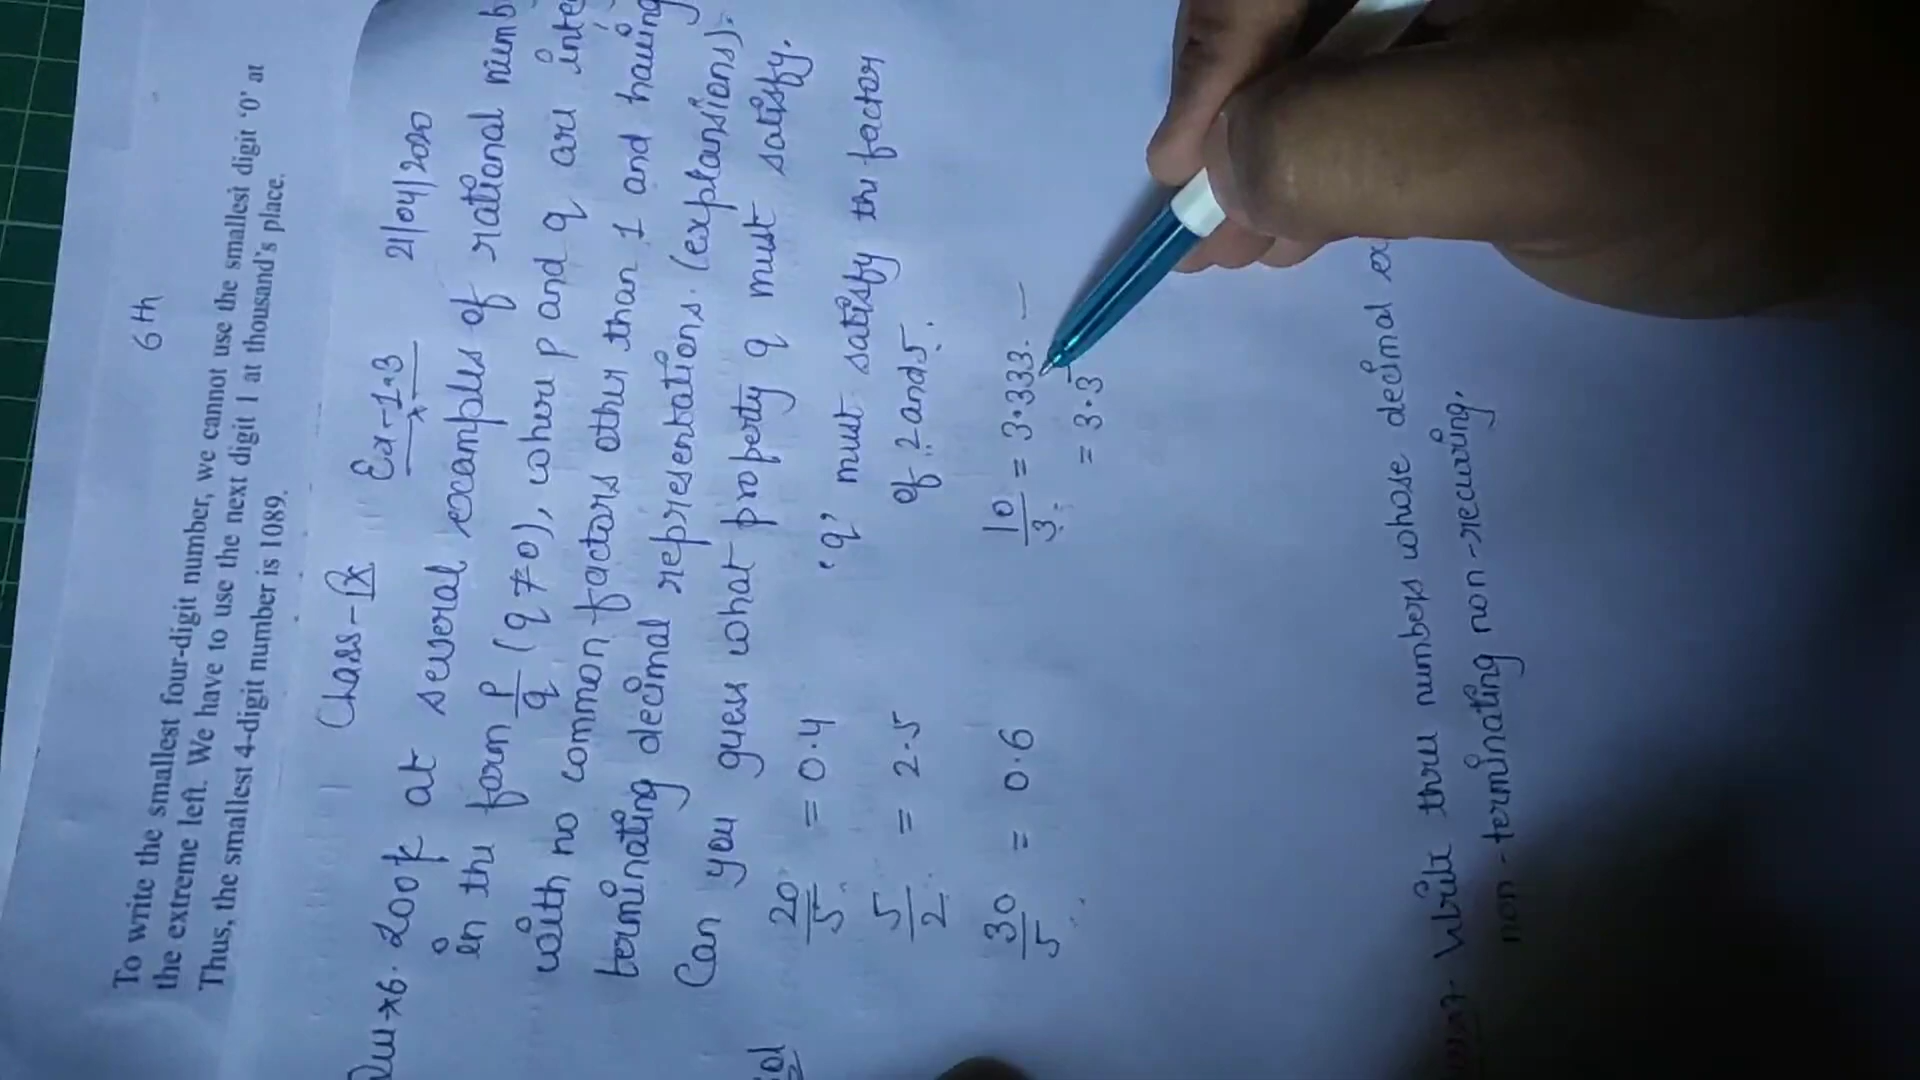 6th
To write the smallest four-digit number, we cannot use the smallest digit '0' at
the extreme left. We have to use the next digit 1 at thousand's place.
Thus, the smallest 4-digit number is 1089.
Class-IX Ex-1.3 21/04/2020
Que *6. Look at several examples of rational numb
in the form p/q (q≠0), where p and q are inte
with no common factors other than 1 and having
terminating decimal representations. (explansions).
Can you guess what property q must satisfy.
Sol
20/5 = 0.4
5/2 = 2.5
30/5 = 0.6
'q' must satisfy the factor
of 2 and 5.
10/3 = 3.333. —
= 3.3̅
Write three numbers whose decimal ex
non-terminating non-recuring.